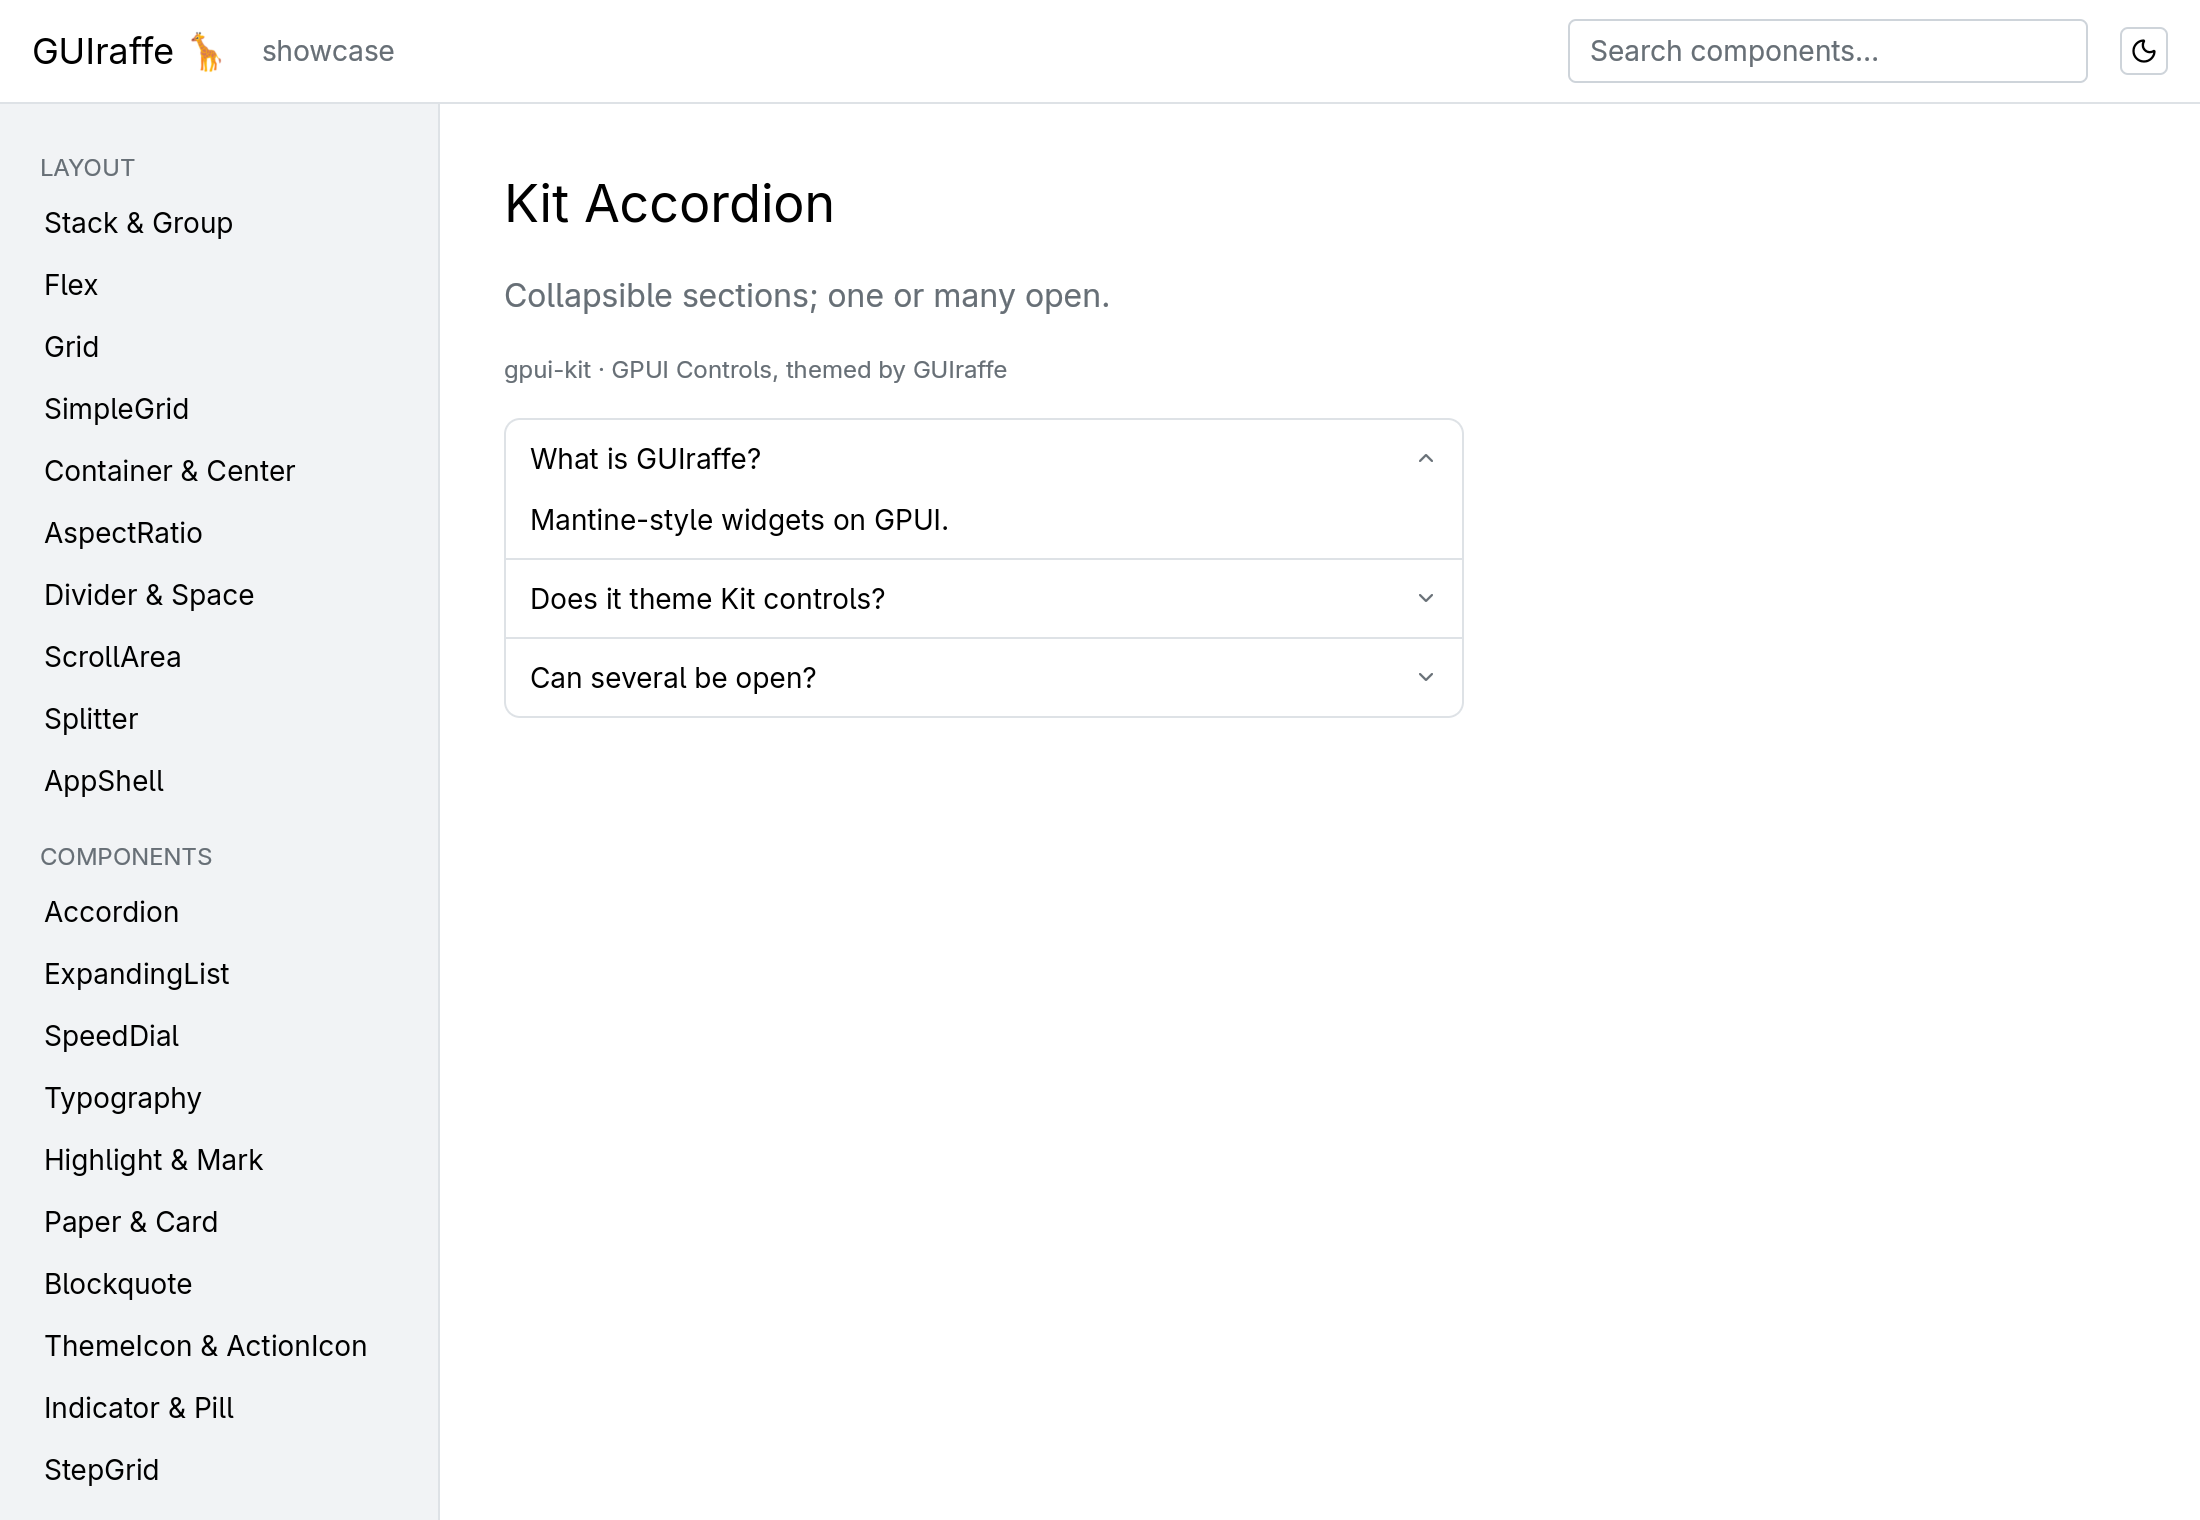 GUIraffe 🦒 showcase
Search components...
LAYOUT
Stack & Group
Flex
Grid
SimpleGrid
Container & Center
AspectRatio
Divider & Space
ScrollArea
Splitter
AppShell
COMPONENTS
Accordion
ExpandingList
SpeedDial
Typography
Highlight & Mark
Paper & Card
Blockquote
ThemeIcon & ActionIcon
Indicator & Pill
StepGrid
Kit Accordion
Collapsible sections; one or many open.
gpui-kit · GPUI Controls, themed by GUIraffe
What is GUIraffe?
Mantine-style widgets on GPUI.
Does it theme Kit controls?
Can several be open?